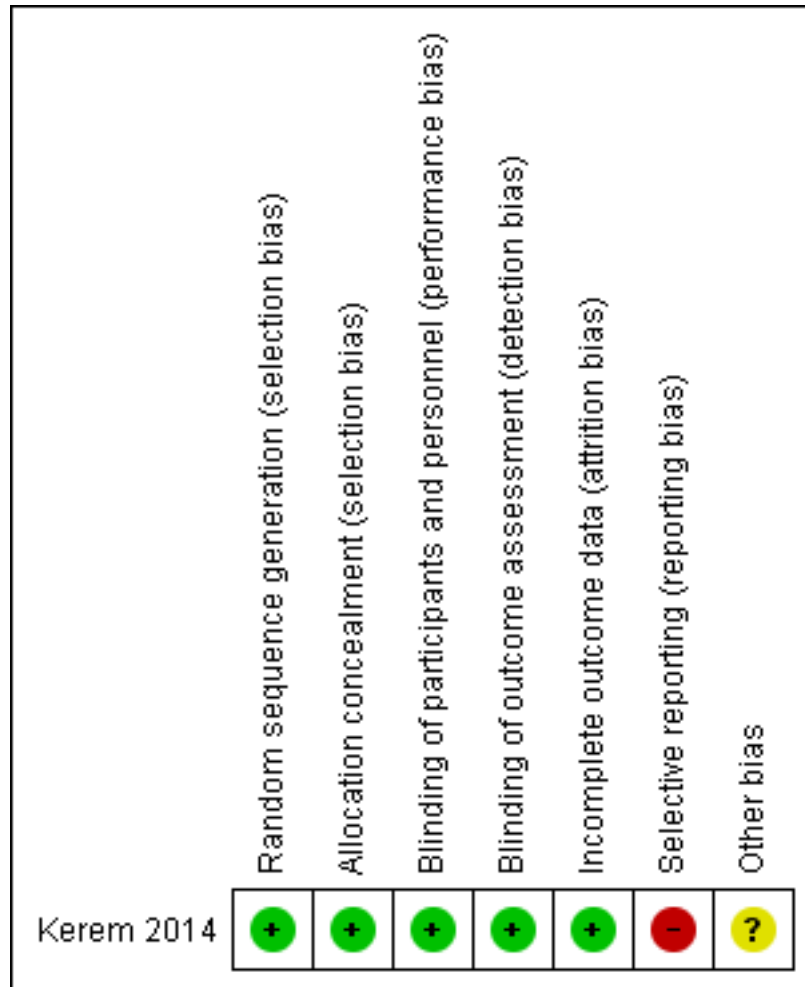 Random sequence generation (selection bias)
Allocation concealment (selection bias)
Blinding of participants and personnel (performance bias)
Blinding of outcome assessment (detection bias)
Incomplete outcome data (attrition bias)
Selective reporting (reporting bias)
Other bias
Kerem 2014 + + + + + - ?